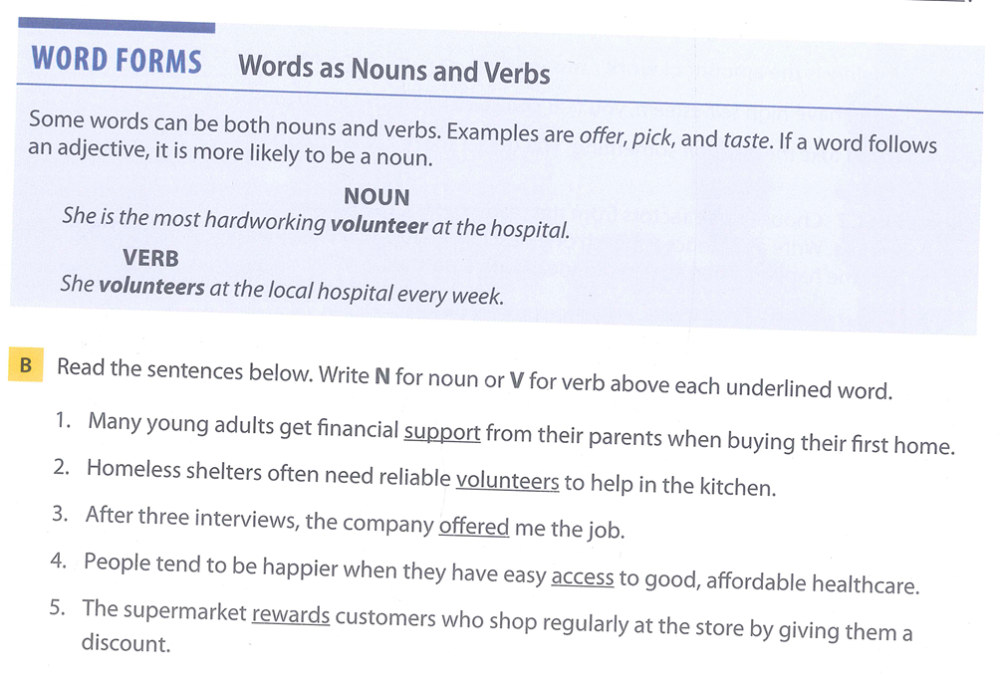 WORD FORMS Words as Nouns and Verbs
Some words can be both nouns and verbs. Examples are offer, pick, and taste. If a word follows
an adjective, it is more likely to be a noun.
NOUN
She is the most hardworking volunteer at the hospital.
VERB
She volunteers at the local hospital every week.
B Read the sentences below. Write N for noun or V for verb above each underlined word.
1. Many young adults get financial support from their parents when buying their first home.
2. Homeless shelters often need reliable volunteers to help in the kitchen.
3. After three interviews, the company offered me the job.
4. People tend to be happier when they have easy access to good, affordable healthcare.
5. The supermarket rewards customers who shop regularly at the store by giving them a
discount.